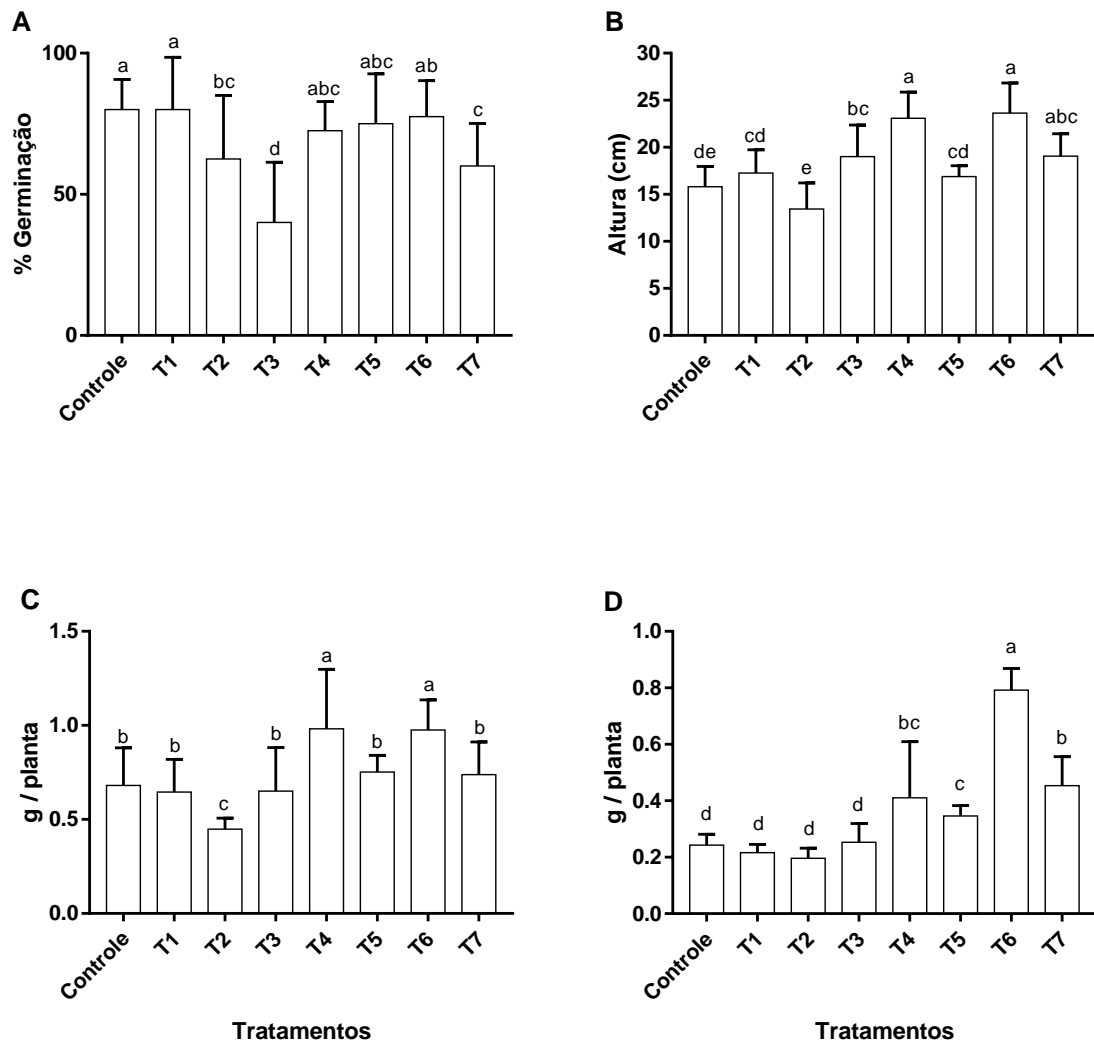 A
% Germinação
100
50
0
a
a
bc
d
abc
abc
ab
c
Controle
T1
T2
T3
T4
T5
T6
T7
B
Altura (cm)
30
25
20
15
10
5
0
de
cd
e
bc
a
cd
a
abc
Controle
T1
T2
T3
T4
T5
T6
T7
C
g / planta
1.5
1.0
0.5
0.0
b
b
c
b
a
b
a
b
Controle
T1
T2
T3
T4
T5
T6
T7
Tratamentos
D
g / planta
1.0
0.8
0.6
0.4
0.2
0.0
d
d
d
d
bc
c
a
b
Controle
T1
T2
T3
T4
T5
T6
T7
Tratamentos